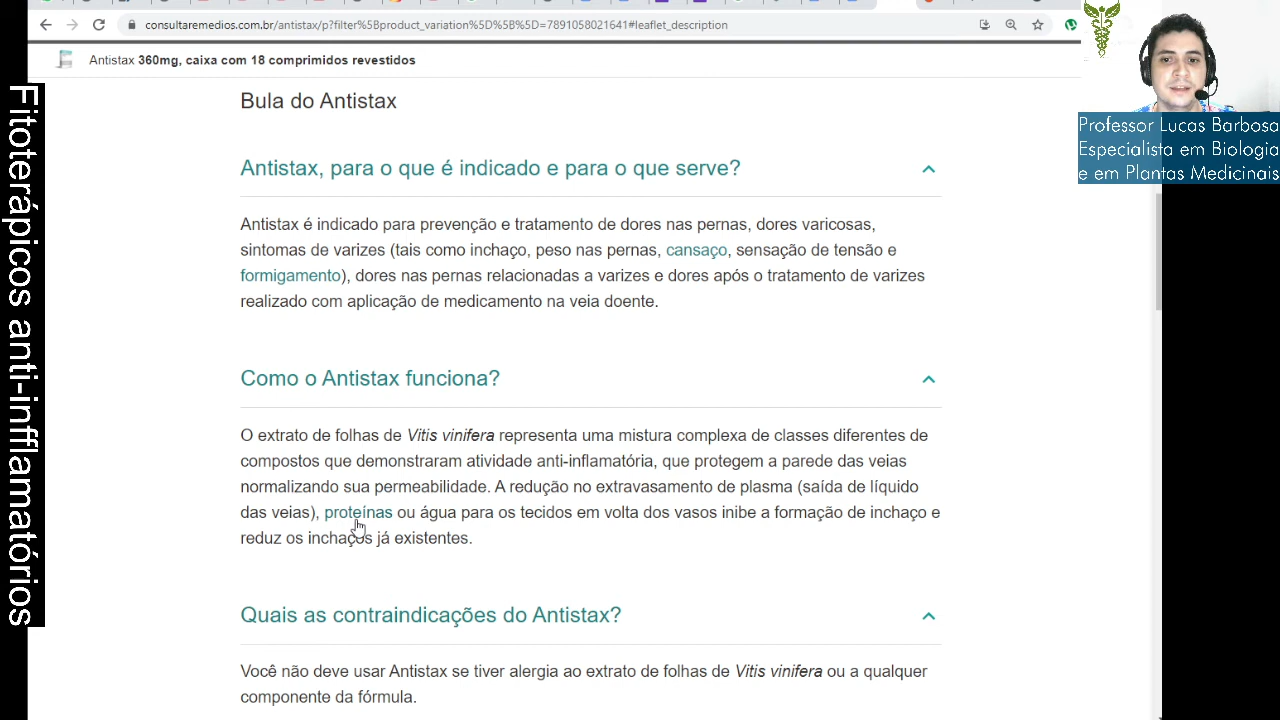 consultaremedios.com.br/antistax/p?filter%5Bproduct_variation%5D%5B%5D=7891058021641#leaflet_description
Antistax 360mg, caixa com 18 comprimidos revestidos
Professor Lucas Barbosa
Especialista em Biologia
e em Plantas Medicinais
Fitoterápicos anti-infflamatórios
Bula do Antistax
Antistax, para o que é indicado e para o que serve?
Antistax é indicado para prevenção e tratamento de dores nas pernas, dores varicosas,
sintomas de varizes (tais como inchaço, peso nas pernas, cansaço, sensação de tensão e
formigamento), dores nas pernas relacionadas a varizes e dores após o tratamento de varizes
realizado com aplicação de medicamento na veia doente.
Como o Antistax funciona?
O extrato de folhas de Vitis vinifera representa uma mistura complexa de classes diferentes de
compostos que demonstraram atividade anti-inflamatória, que protegem a parede das veias
normalizando sua permeabilidade. A redução no extravasamento de plasma (saída de líquido
das veias), proteínas ou água para os tecidos em volta dos vasos inibe a formação de inchaço e
reduz os inchaços já existentes.
Quais as contraindicações do Antistax?
Você não deve usar Antistax se tiver alergia ao extrato de folhas de Vitis vinifera ou a qualquer
componente da fórmula.